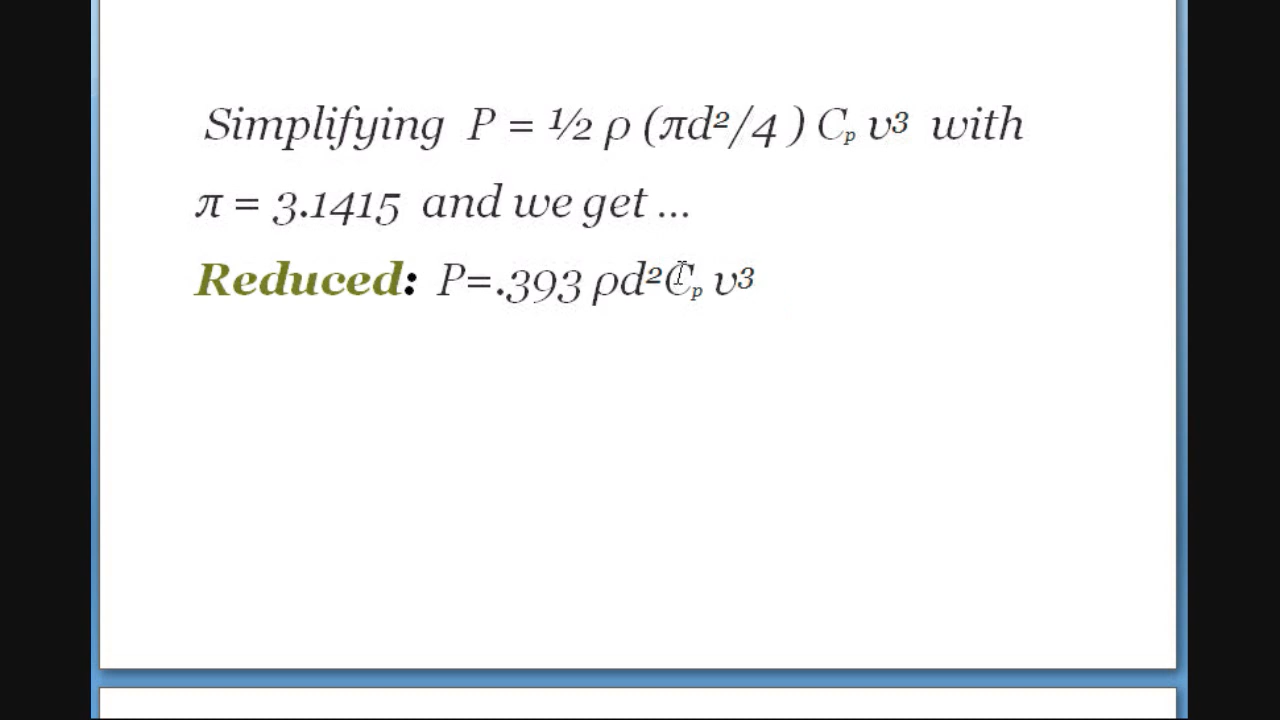 Simplifying P = ½ ρ (πd²/4 ) Cₚ v³ with
π = 3.1415 and we get ...
Reduced: P=.393 ρd²Cₚ v³